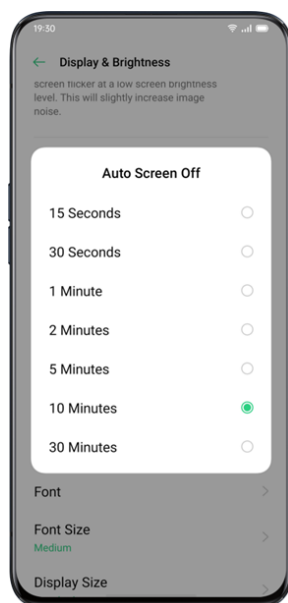 19:30
Display & Brightness
screen flicker at a low screen brightness
level. This will slightly increase image
noise.
Auto Screen Off
15 Seconds
30 Seconds
1 Minute
2 Minutes
5 Minutes
10 Minutes
30 Minutes
Font
Font Size
Medium
Display Size